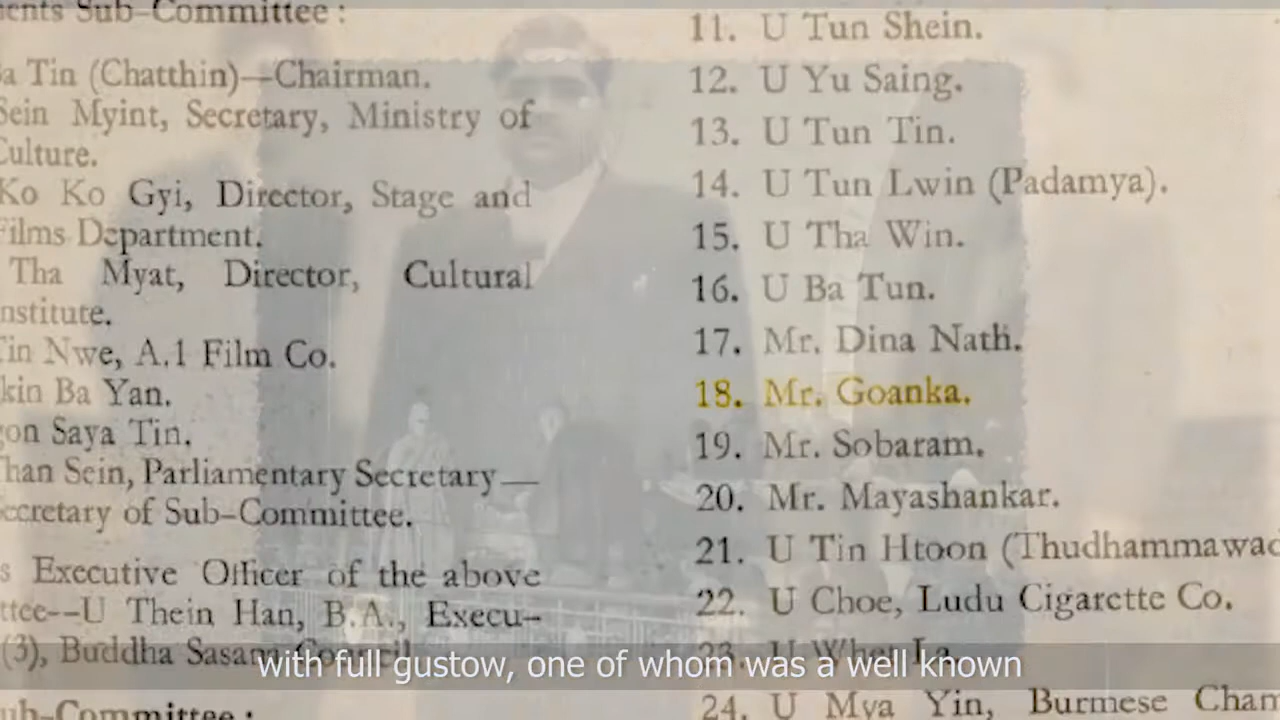 ents Sub-Committee :
a Tin (Chatthin)—Chairman.
Sein Myint, Secretary, Ministry of
Culture.
Ko Ko Gyi, Director, Stage and
Films Department.
Tha Myat, Director, Cultural
nstitute.
in Nwe, A.1 Film Co.
kin Ba Yan.
on Saya Tin.
han Sein, Parliamentary Secretary—
ecretary of Sub-Committee.
s Executive Officer of the above
ttee--U Thein Han, B.A., Execu-
(3), Buddha Sasana Council.
ub-Committee :
11. U Tun Shein.
12. U Yu Saing.
13. U Tun Tin.
14. U Tun Lwin (Padamya).
15. U Tha Win.
16. U Ba Tun.
17. Mr. Dina Nath.
18. Mr. Goanka.
19. Mr. Sobaram.
20. Mr. Mayashankar.
21. U Tin Htoon (Thudhammawad
22. U Choe, Ludu Cigarette Co.
23. U
24. U Mya Yin, Burmese Cham
with full gustow, one of whom was a well known